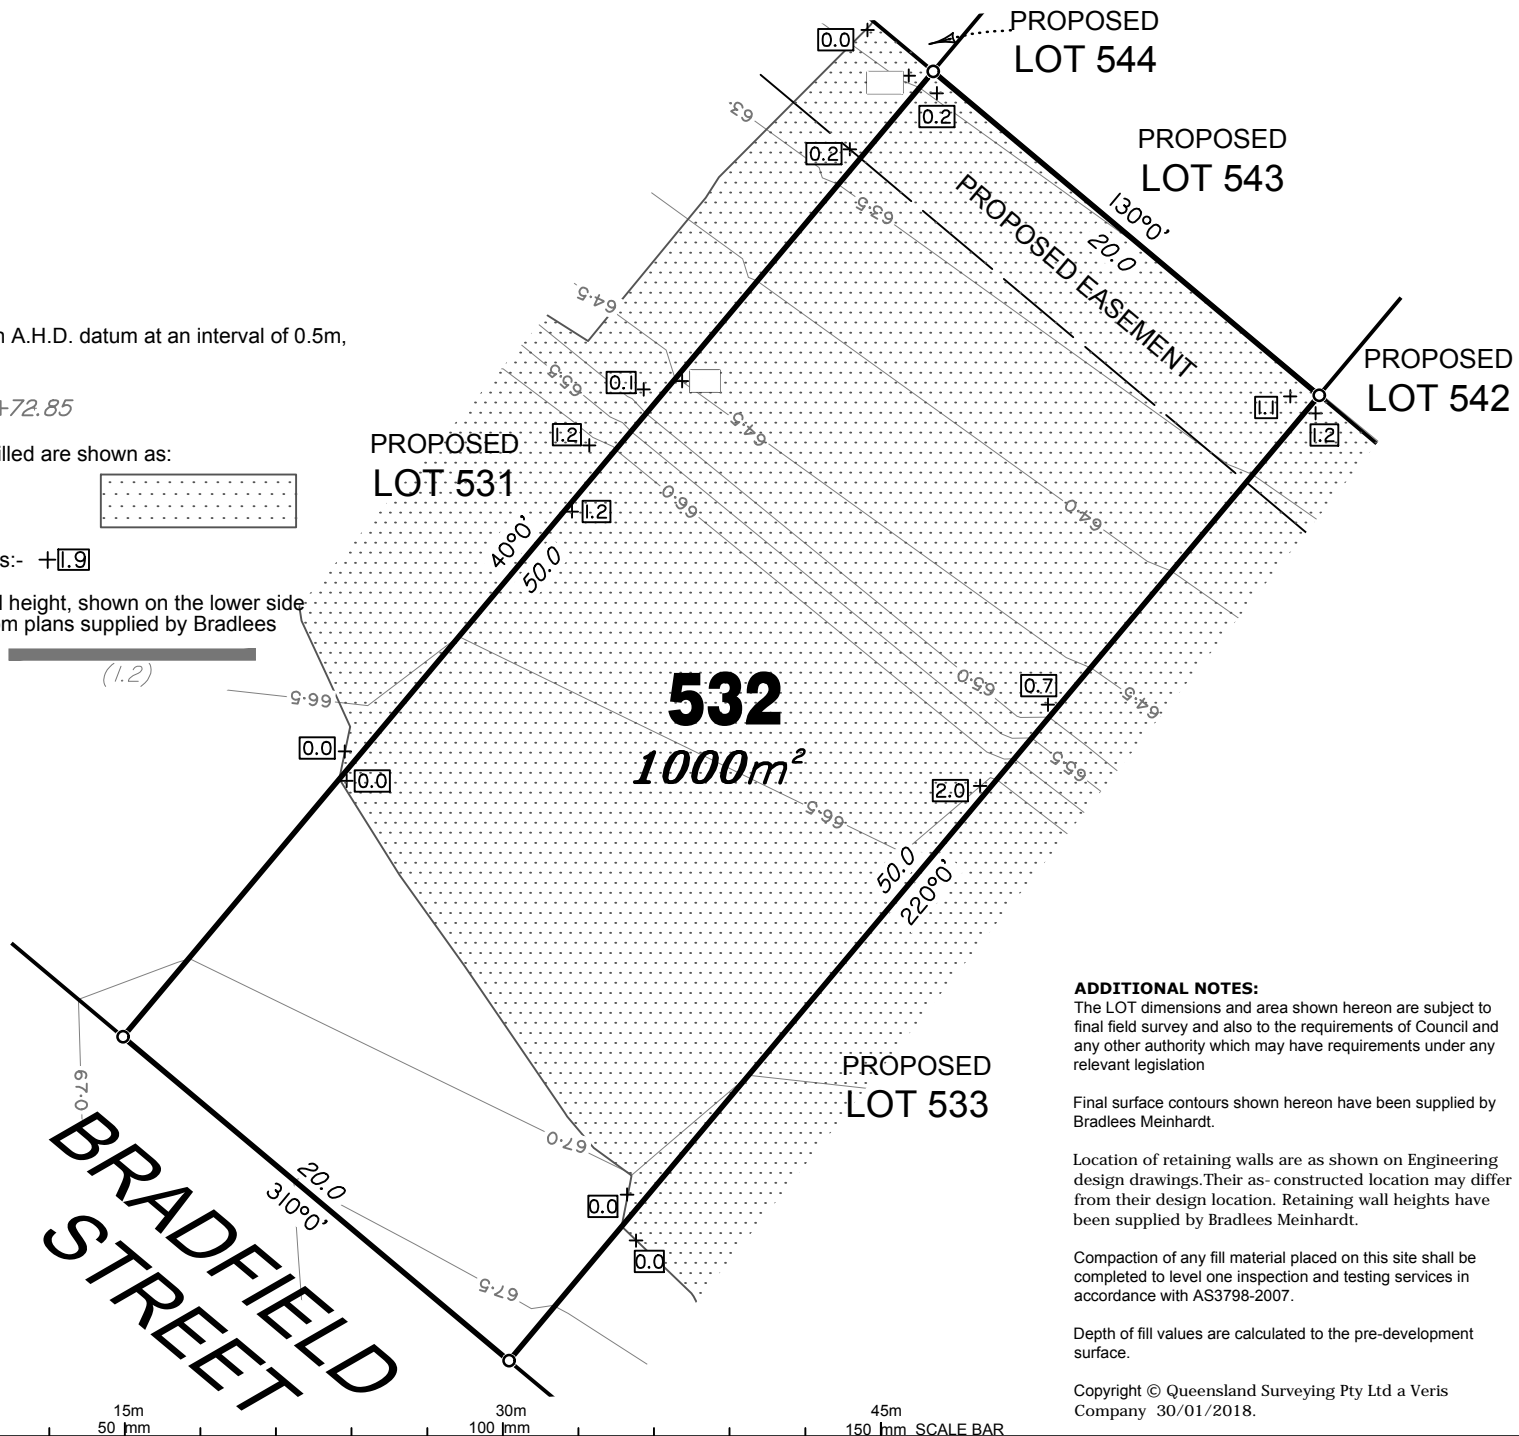 PROPOSED
LOT 544
0.0
0.2
63
0.2
PROPOSED
LOT 543
63.5
PROPOSED EASEMENT
130°0'
20.0
64.5
A.H.D. datum at an interval of 0.5m,
PROPOSED
LOT 542
+72.85
65.5
0.1
1.1
1.2
64.5
illed are shown as:
PROPOSED
LOT 531
1.2
66.0
64.0
1.2
40°0'
50.0
s:- +1.9
l height, shown on the lower side
om plans supplied by Bradlees
(1.2)
66.5
532
1000m²
65.0
0.7
64.5
65.5
0.0
0.0
2.0
66.5
50.0
220°0'
67.0
PROPOSED
LOT 533
67.0
20.0
310°0'
BRADFIELD
STREET
0.0
0.0
67.5
ADDITIONAL NOTES:
The LOT dimensions and area shown hereon are subject to
final field survey and also to the requirements of Council and
any other authority which may have requirements under any
relevant legislation
Final surface contours shown hereon have been supplied by
Bradlees Meinhardt.
Location of retaining walls are as shown on Engineering
design drawings.Their as- constructed location may differ
from their design location. Retaining wall heights have
been supplied by Bradlees Meinhardt.
Compaction of any fill material placed on this site shall be
completed to level one inspection and testing services in
accordance with AS3798-2007.
Depth of fill values are calculated to the pre-development
surface.
Copyright © Queensland Surveying Pty Ltd a Veris
Company 30/01/2018.
15m 30m 45m
50 mm 100 mm 150 mm SCALE BAR